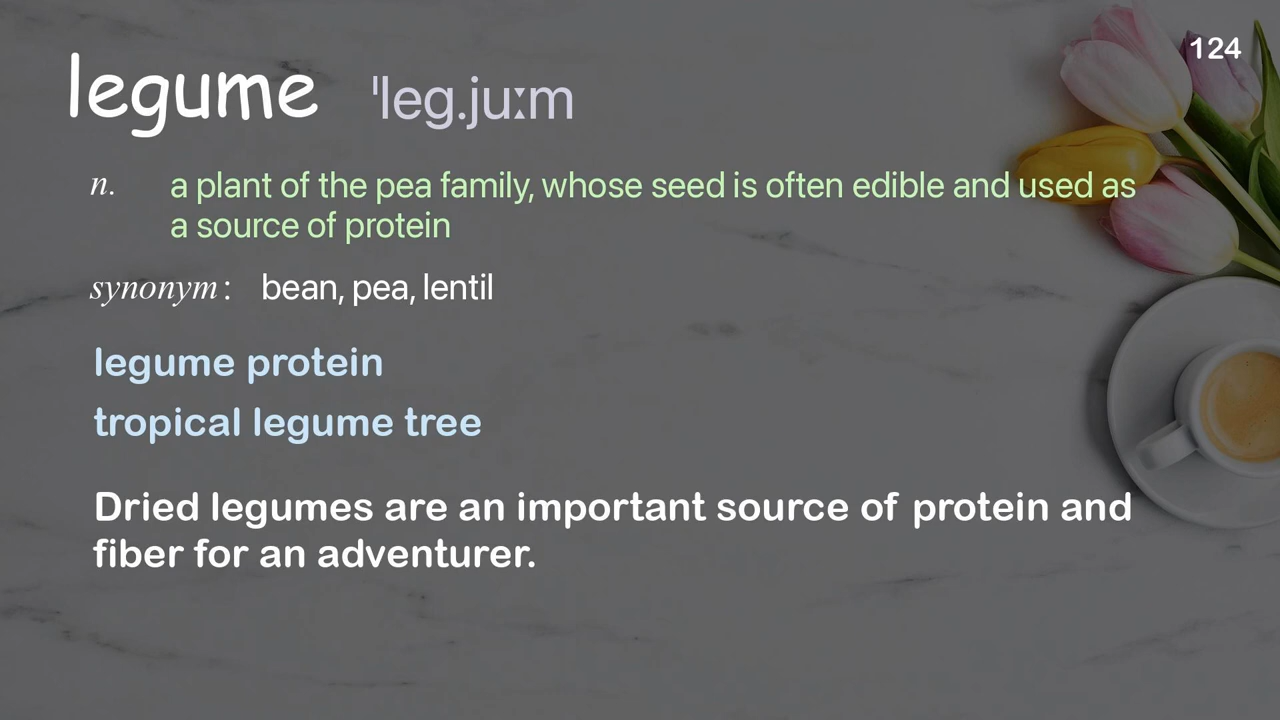 124
legume ˈleg.juːm
n. a plant of the pea family, whose seed is often edible and used as
a source of protein
synonym : bean, pea, lentil
legume protein
tropical legume tree
Dried legumes are an important source of protein and
fiber for an adventurer.